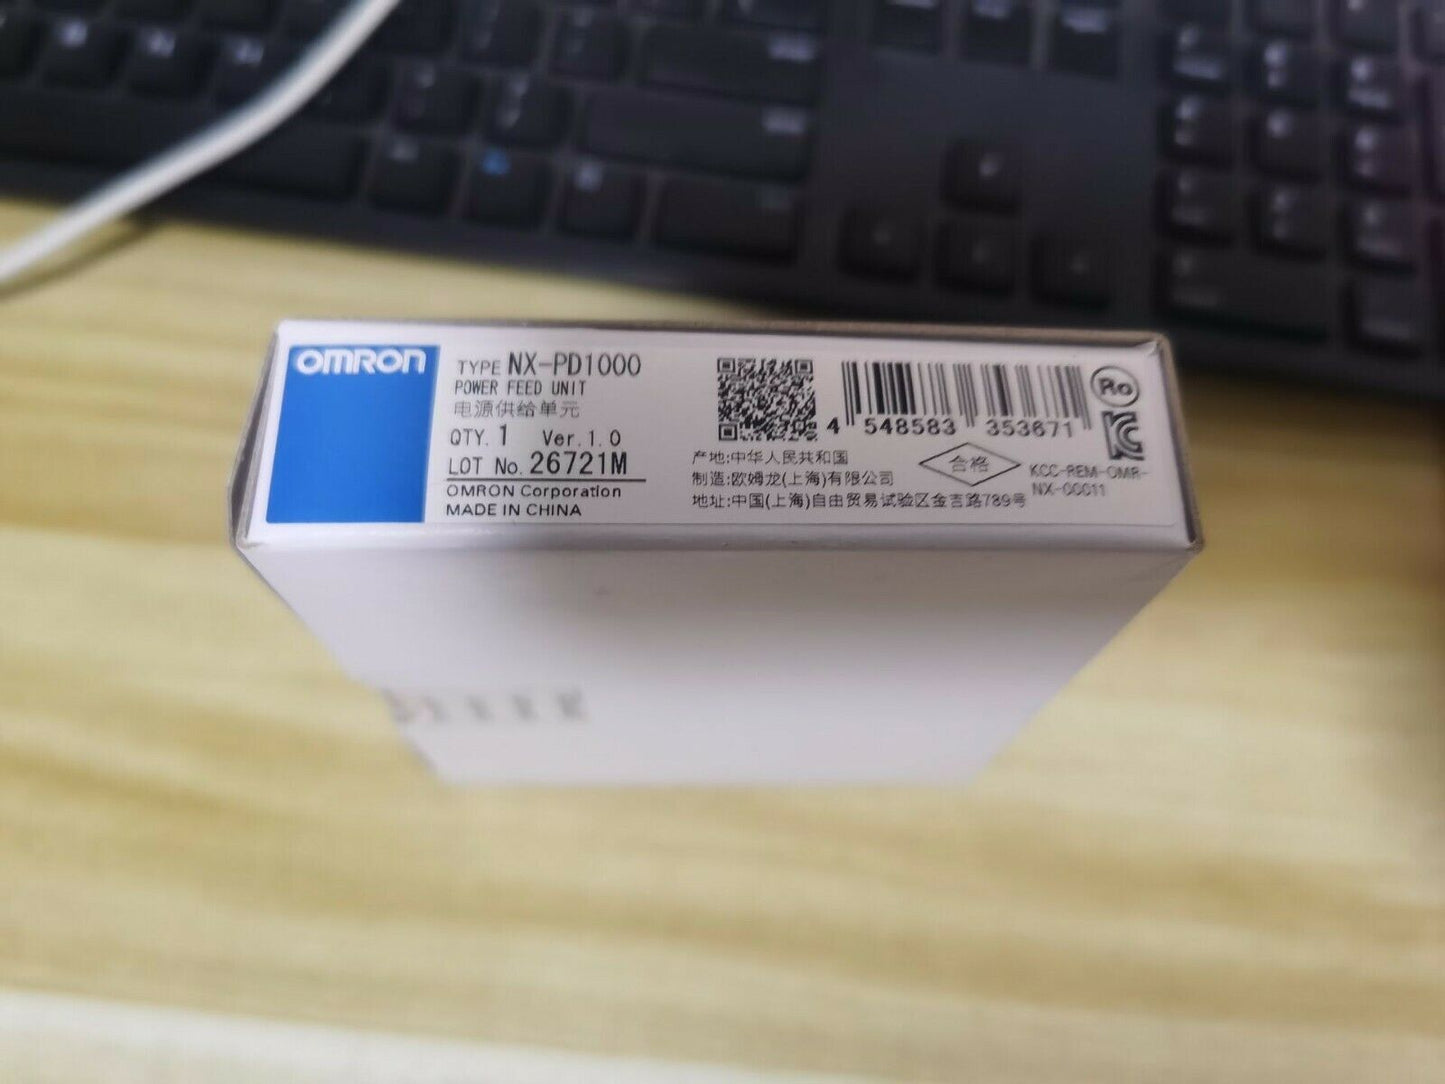 OMRON
TYPE NX-PD1000
POWER FEED UNIT
电源供给单元
QTY. 1 Ver. 1.0
LOT No. 26721M
OMRON Corporation
MADE IN CHINA
4 548583 353671
产地:中华人民共和国
制造:欧姆龙(上海)有限公司
地址:中国(上海)自由贸易试验区金吉路789号
合格
Ro
KCC-REM-OMR-
NX-00011